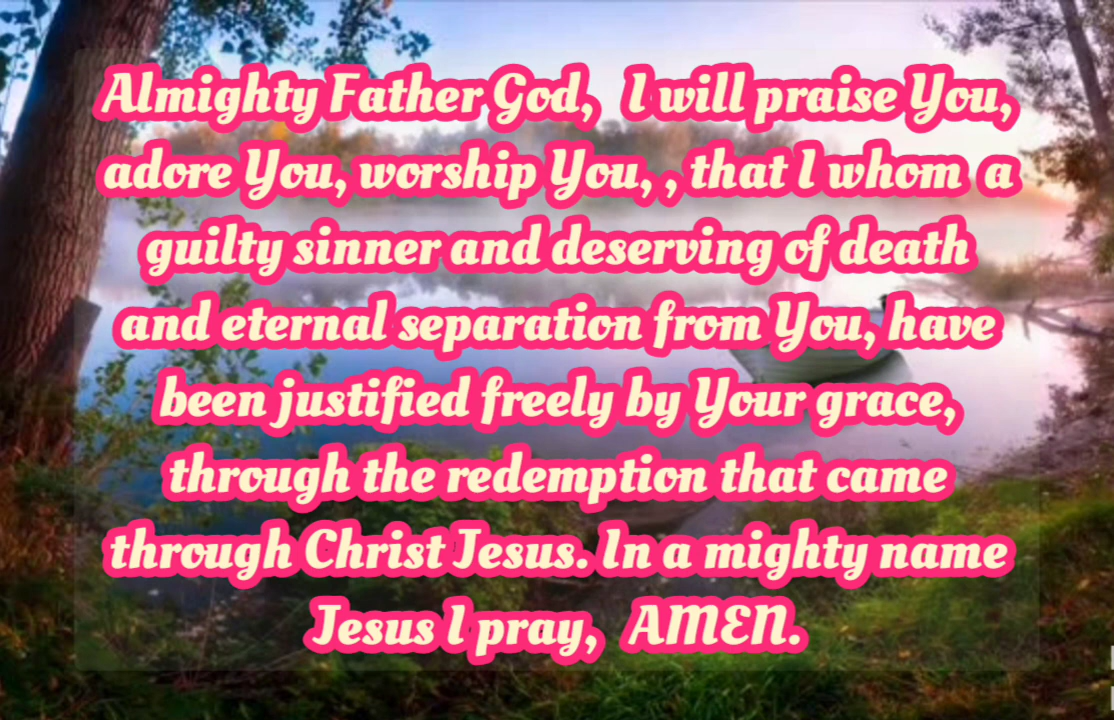 Almighty Father God, I will praise You,
adore You, worship You, , that I whom a
guilty sinner and deserving of death
and eternal separation from You, have
been justified freely by Your grace,
through the redemption that came
through Christ Jesus. In a mighty name
Jesus I pray, AMEN.